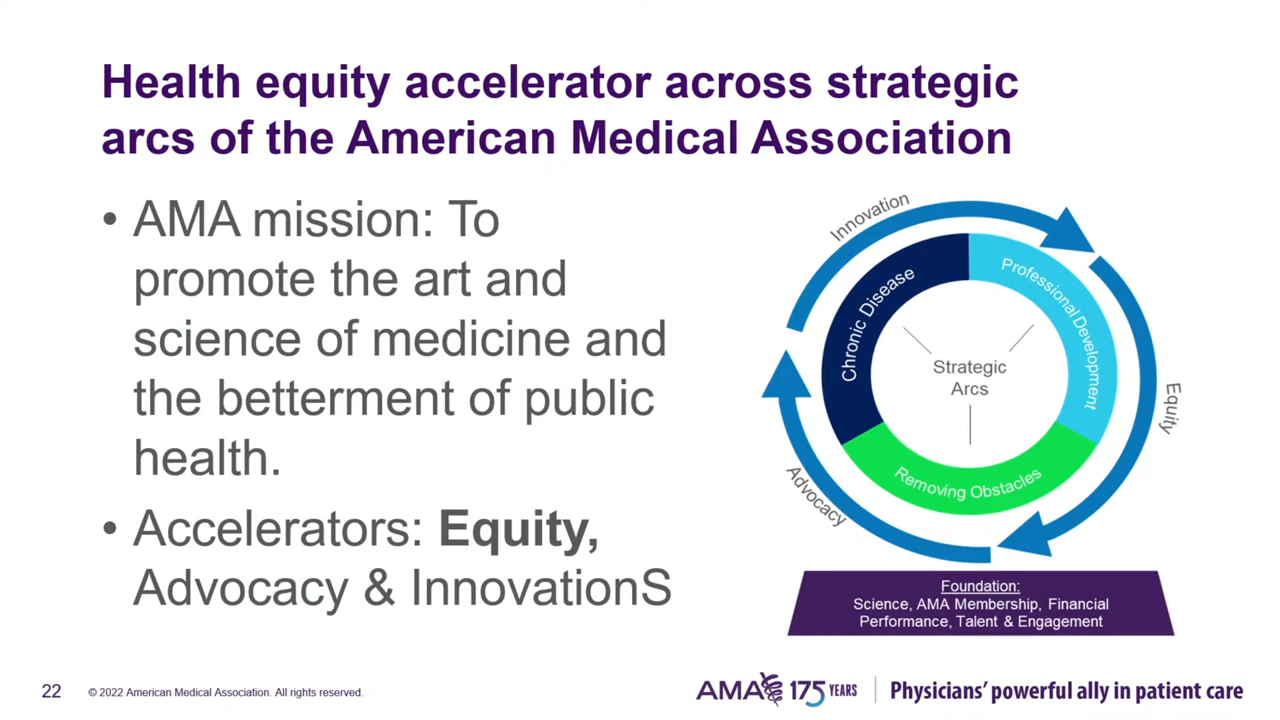 Health equity accelerator across strategic
arcs of the American Medical Association
• AMA mission: To
promote the art and
science of medicine and
the betterment of public
health.
• Accelerators: Equity,
Advocacy & InnovationS
Innovation
Equity
Advocacy
Chronic Disease
Professional Development
Removing Obstacles
Strategic
Arcs
Foundation:
Science, AMA Membership, Financial
Performance, Talent & Engagement
22
© 2022 American Medical Association. All rights reserved.
AMA 175 YEARS
Physicians' powerful ally in patient care